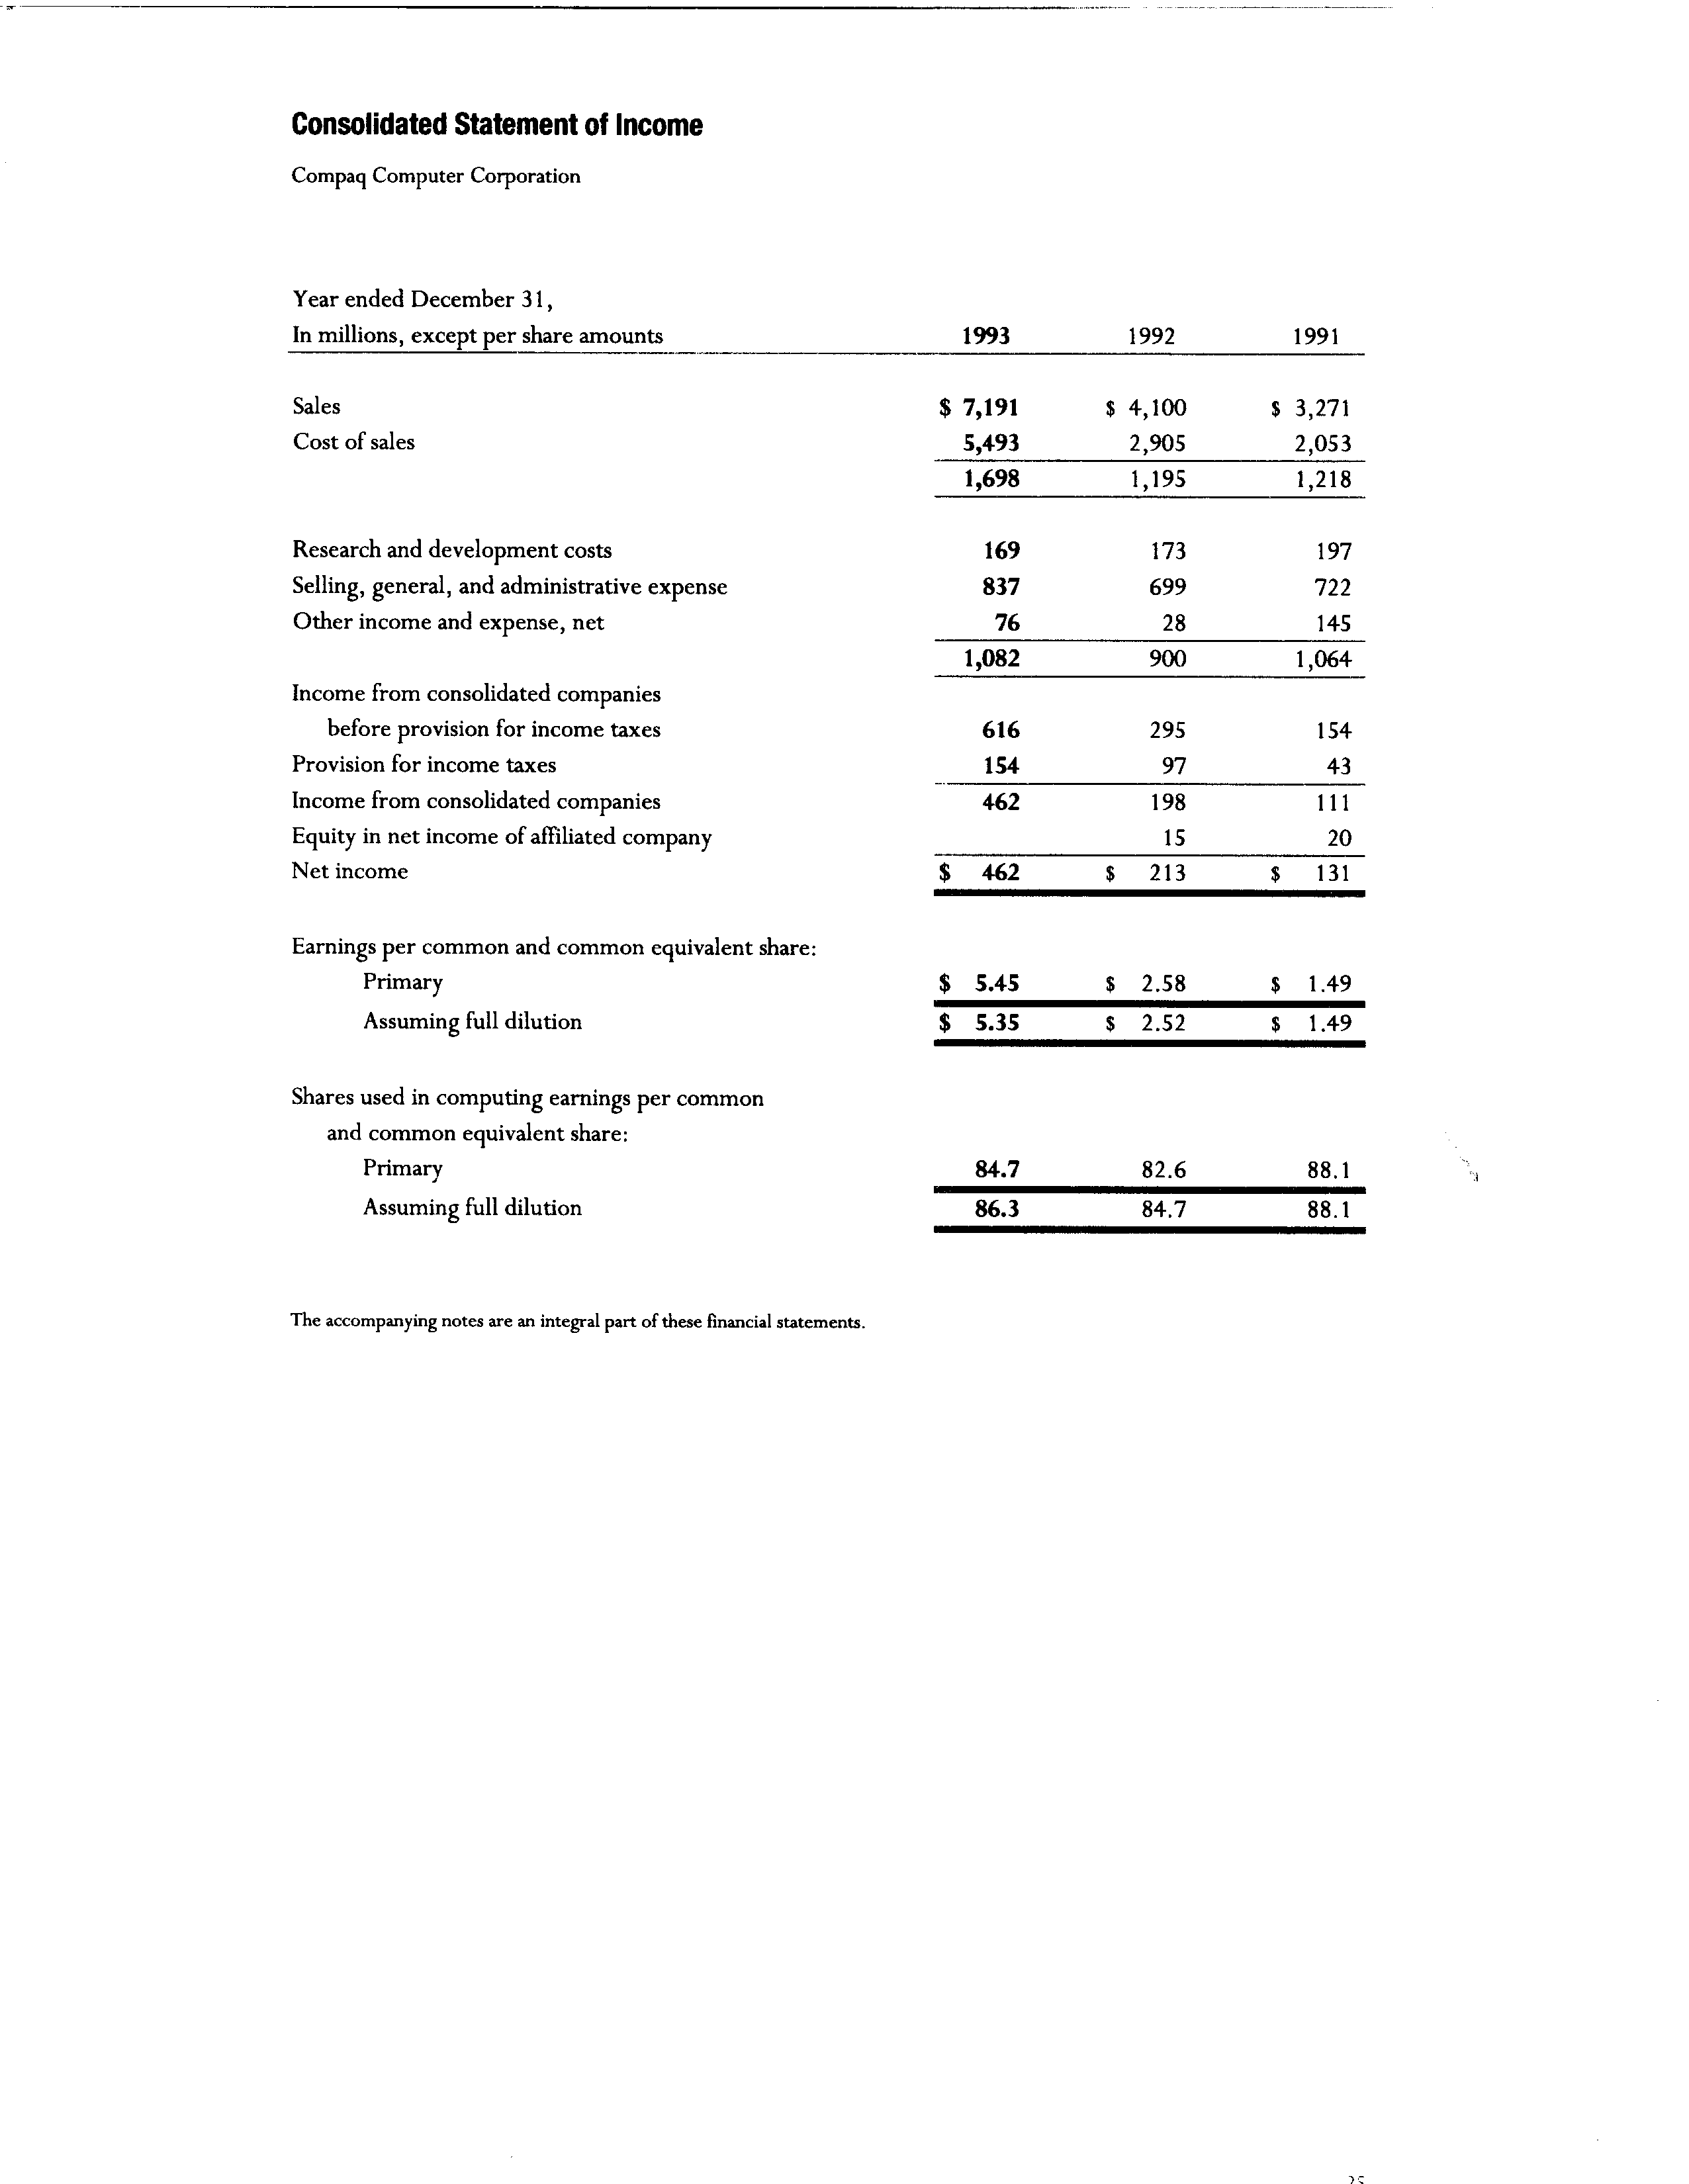 Consolidated Statement of Income
Compaq Computer Corporation
Year ended December 31,
In millions, except per share amounts 1993 1992 1991
Sales $ 7,191 $ 4,100 $ 3,271
Cost of sales 5,493 2,905 2,053
1,698 1,195 1,218
Research and development costs 169 173 197
Selling, general, and administrative expense 837 699 722
Other income and expense, net 76 28 145
1,082 900 1,064
Income from consolidated companies
before provision for income taxes 616 295 154
Provision for income taxes 154 97 43
Income from consolidated companies 462 198 111
Equity in net income of affiliated company 15 20
Net income $ 462 $ 213 $ 131
Earnings per common and common equivalent share:
Primary $ 5.45 $ 2.58 $ 1.49
Assuming full dilution $ 5.35 $ 2.52 $ 1.49
Shares used in computing earnings per common
and common equivalent share:
Primary 84.7 82.6 88.1
Assuming full dilution 86.3 84.7 88.1
The accompanying notes are an integral part of these financial statements.